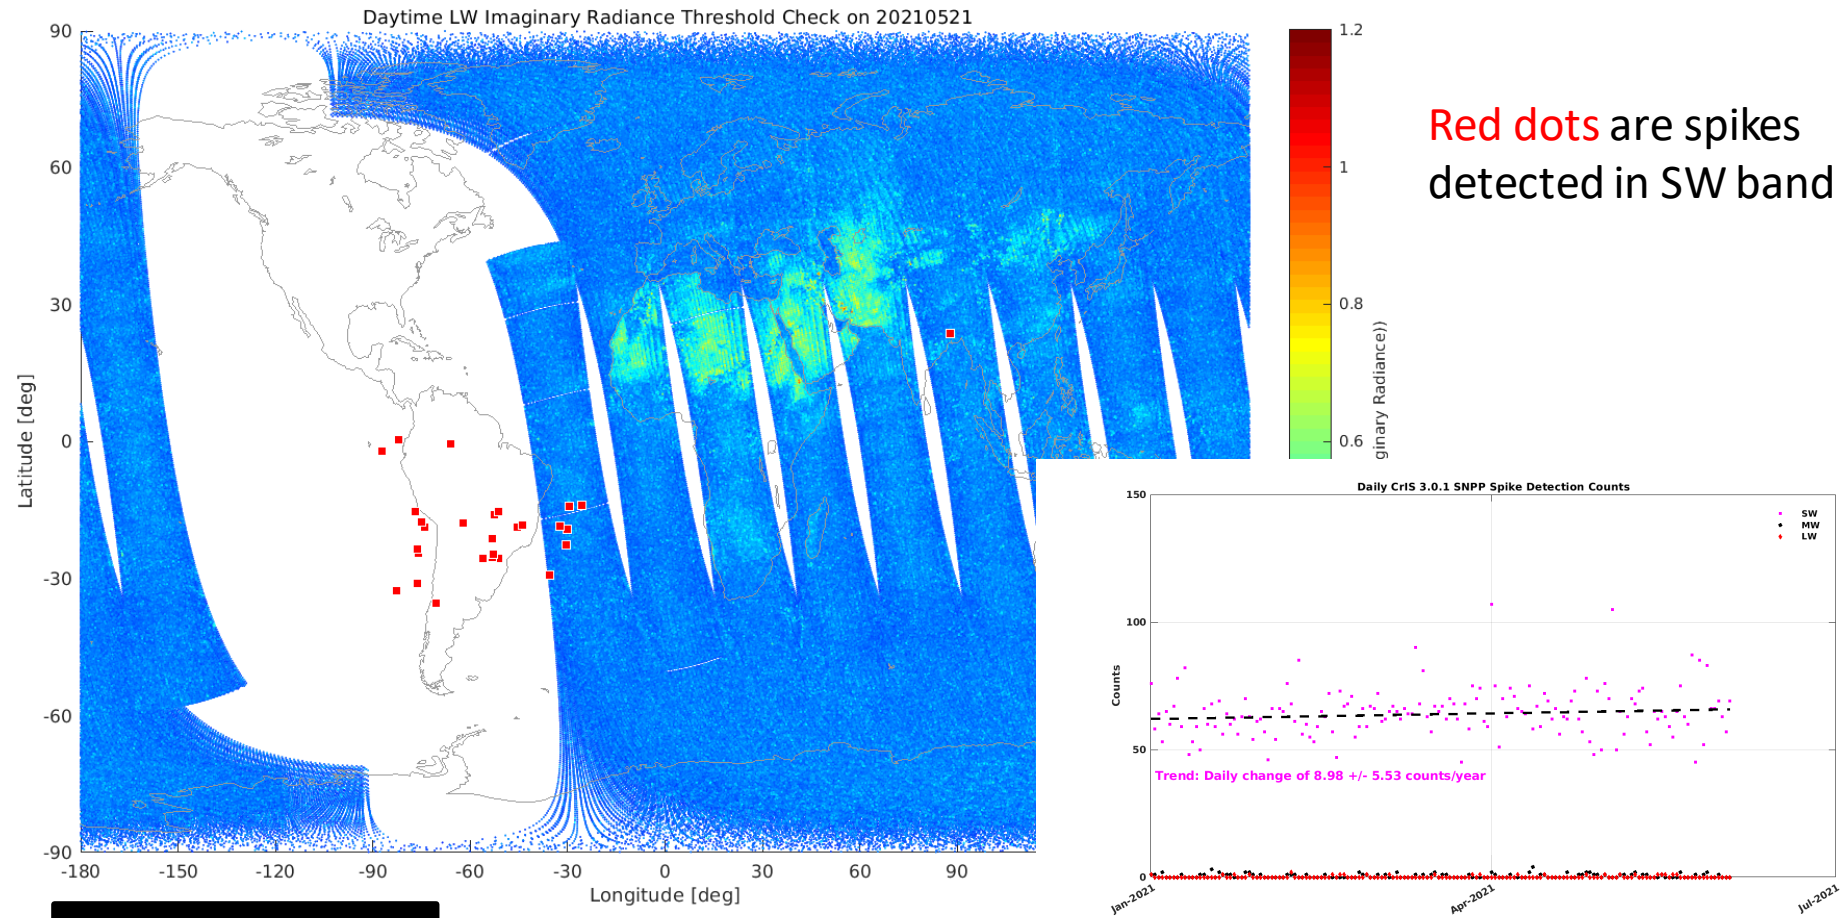 Daytime LW Imaginary Radiance Threshold Check on 20210521
90
60
30
0
-30
-60
-90
Latitude [deg]
-180
-150
-120
-90
-60
-30
0
30
60
90
Longitude [deg]
1.2
1
0.8
0.6
ginary Radiance))
Red dots are spikes
detected in SW band
Daily CrIS 3.0.1 SNPP Spike Detection Counts
150
100
50
0
Counts
SW
MW
LW
Trend: Daily change of 8.98 +/- 5.53 counts/year
Jan-2021
Apr-2021
Jul-2021